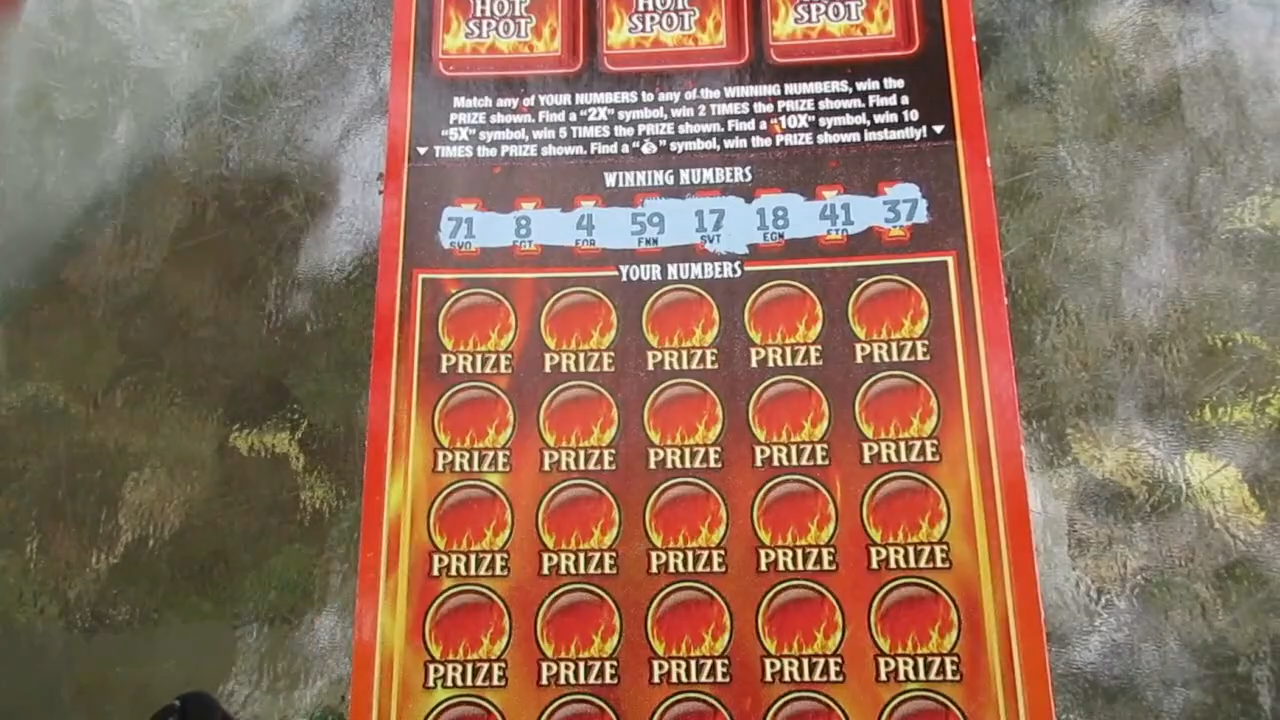 HOT HOT HOT
SPOT SPOT SPOT
Match any of YOUR NUMBERS to any of the WINNING NUMBERS, win the
PRIZE shown. Find a “2X” symbol, win 2 TIMES the PRIZE shown. Find a
“5X” symbol, win 5 TIMES the PRIZE shown. Find a “10X” symbol, win 10
TIMES the PRIZE shown. Find a “ ” symbol, win the PRIZE shown instantly!
WINNING NUMBERS
71 8 4 59 17 18 41 37
SVO EGT FOR FNN SVT EGN FTO
YOUR NUMBERS
PRIZE PRIZE PRIZE PRIZE PRIZE
PRIZE PRIZE PRIZE PRIZE PRIZE
PRIZE PRIZE PRIZE PRIZE PRIZE
PRIZE PRIZE PRIZE PRIZE PRIZE